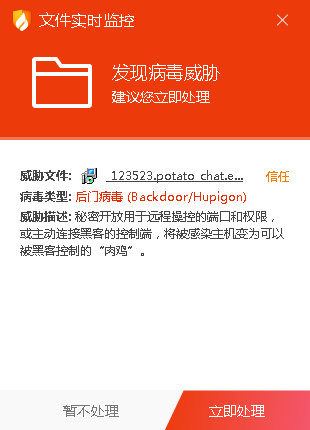 文件实时监控
发现病毒威胁
建议您立即处理
威胁文件: _123523.potato_chat.e... 信任
病毒类型: 后门病毒 (Backdoor/Hupigon)
威胁描述: 秘密开放用于远程操控的端口和权限，
或主动连接黑客的控制端，将被感染主机变为可以
被黑客控制的“肉鸡”。
暂不处理 立即处理